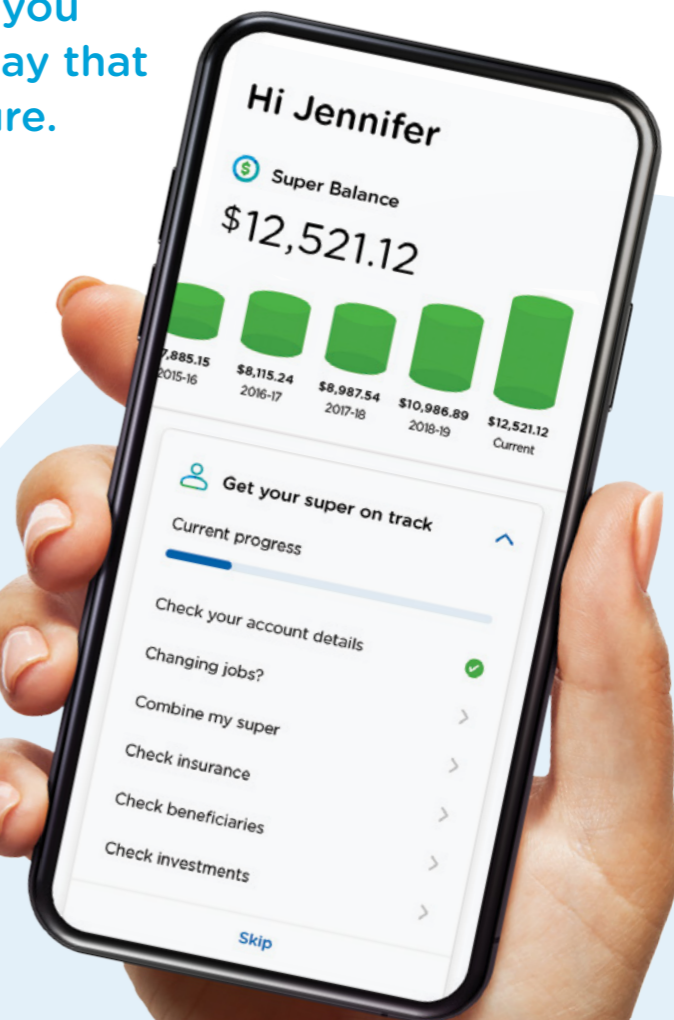 you
ay that
ure.
Hi Jennifer
Super Balance
$12,521.12
7,885.15 $8,115.24 $8,987.54 $10,986.89 $12,521.12
2015-16 2016-17 2017-18 2018-19 Current
Get your super on track
Current progress
Check your account details
Changing jobs?
Combine my super
Check insurance
Check beneficiaries
Check investments
Skip